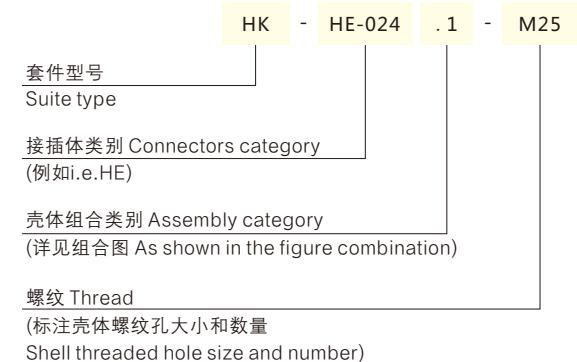 HK - HE-024 .1 - M25
套件型号
Suite type
接插体类别 Connectors category
(例如i.e.HE)
壳体组合类别 Assembly category
(详见组合图 As shown in the figure combination)
螺纹 Thread
(标注壳体螺纹孔大小和数量
Shell threaded hole size and number)